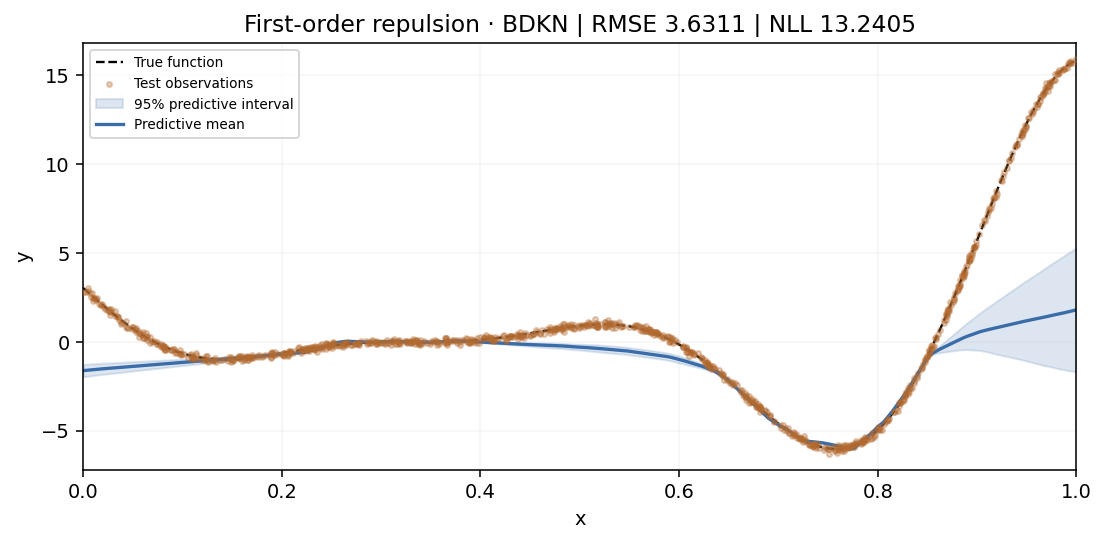 First-order repulsion · BDKN | RMSE 3.6311 | NLL 13.2405
True function
Test observations
95% predictive interval
Predictive mean
y
15
10
5
0
−5
0.0 0.2 0.4 0.6 0.8 1.0
x